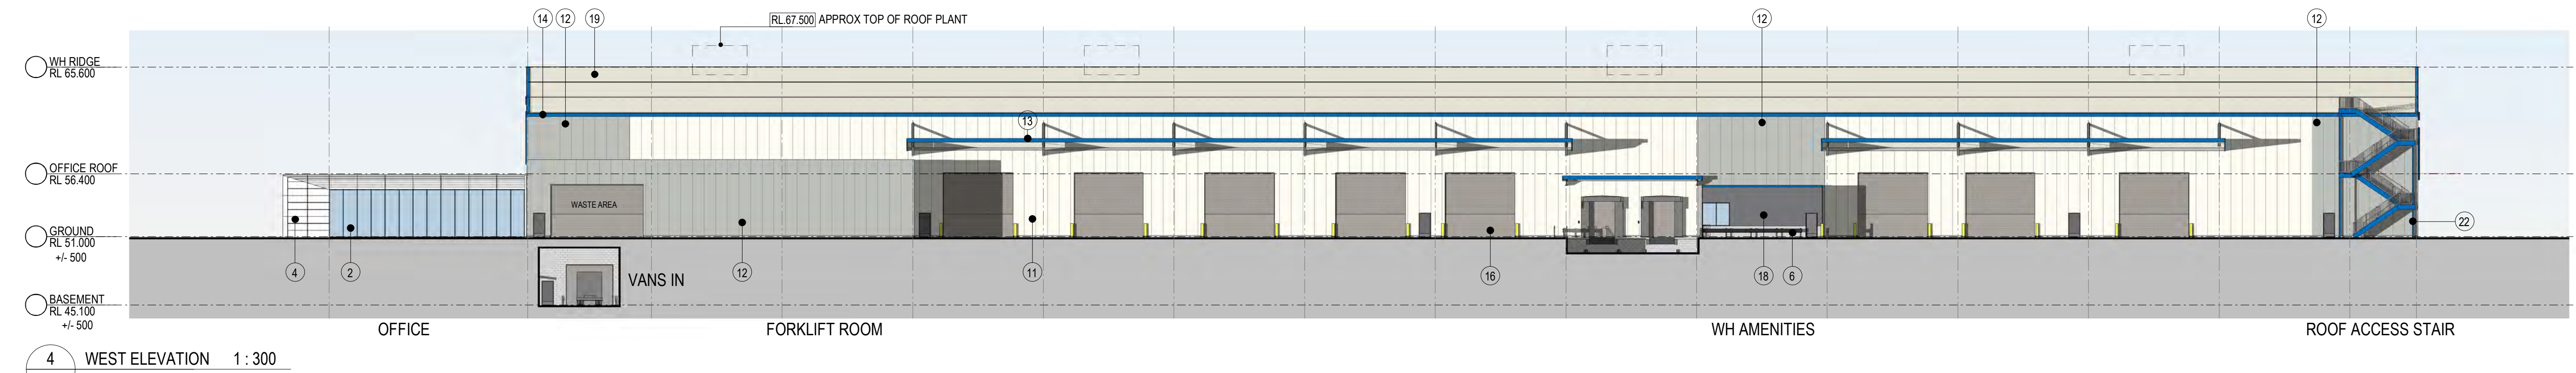 14 12 19 RL.67.500 APPROX TOP OF ROOF PLANT 12 12
WH RIDGE
RL 65.600
13
OFFICE ROOF
RL 56.400
WASTE AREA
GROUND
RL 51.000
+/- 500
22
4 2 12 11 16 18 6
VANS IN
BASEMENT
RL 45.100
+/- 500
OFFICE FORKLIFT ROOM WH AMENITIES ROOF ACCESS STAIR
4 WEST ELEVATION 1 : 300